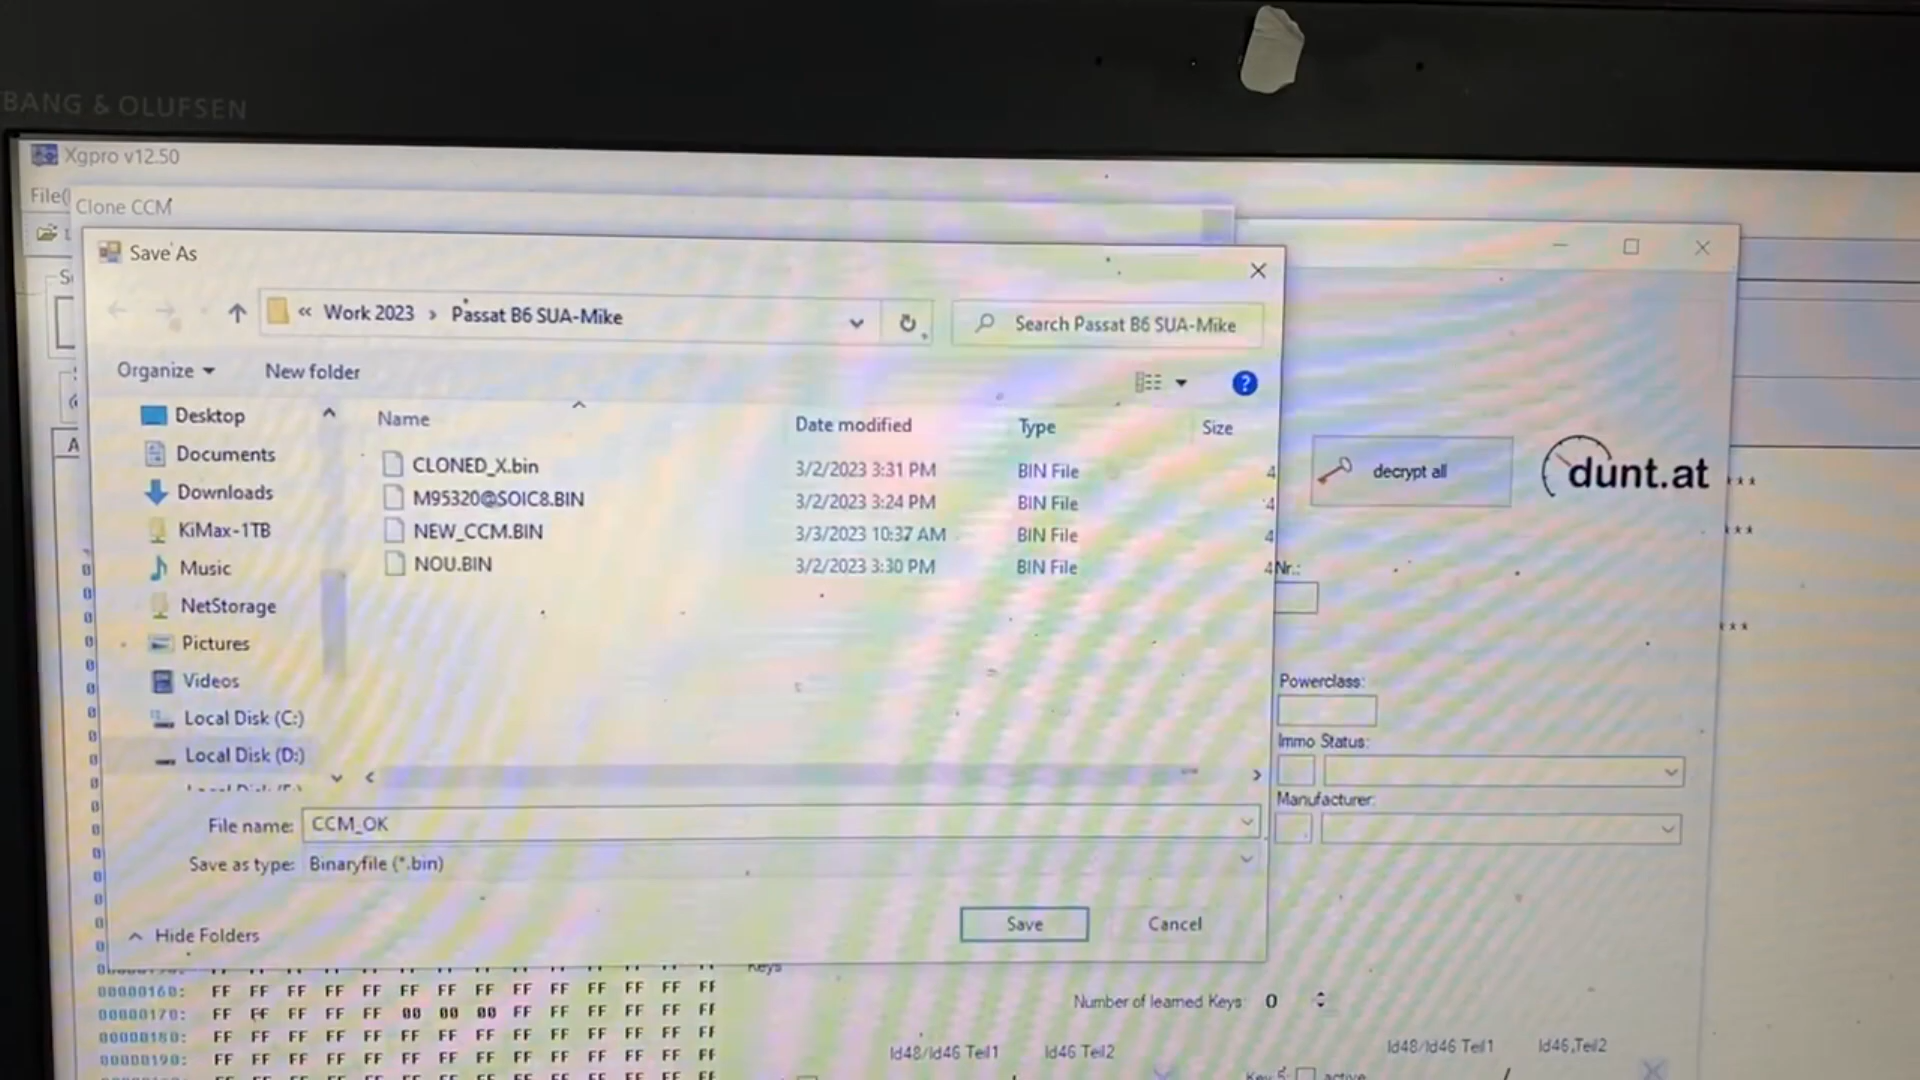 BANG & OLUFSEN
Xgpro v12.50
File(
Clone CCM
Save As
« Work 2023 › Passat B6 SUA-Mike
Search Passat B6 SUA-Mike
Organize
New folder
Name
Date modified
Type
Size
Desktop
Documents
Downloads
KiMax-1TB
Music
NetStorage
Pictures
Videos
Local Disk (C:)
Local Disk (D:)
CLONED_X.bin 3/2/2023 3:31 PM BIN File 4
M95320@SOIC8.BIN 3/2/2023 3:24 PM BIN File 4
NEW_CCM.BIN 3/3/2023 10:37 AM BIN File 4
NOU.BIN 3/2/2023 3:30 PM BIN File 4
File name: CCM_OK
Save as type: Binaryfile (*.bin)
Hide Folders
Save
Cancel
decrypt all
dunt.at
***
***
Nr.:
***
Powerclass:
Immo Status:
Manufacturer:
Keys
Number of learned Keys 0
Id48/Id46 Teil1 Id46 Teil2
Id48/Id46 Teil1 Id46 Teil2
Key 5: active
00000160: FF FF FF FF FF FF FF FF FF FF FF FF FF FF
00000170: FF FF FF FF FF 00 00 00 FF FF FF FF FF FF
00000180: FF FF FF FF FF FF FF FF FF FF FF FF FF FF
00000190: FF FF FF FF FF FF FF FF FF FF FF FF FF FF